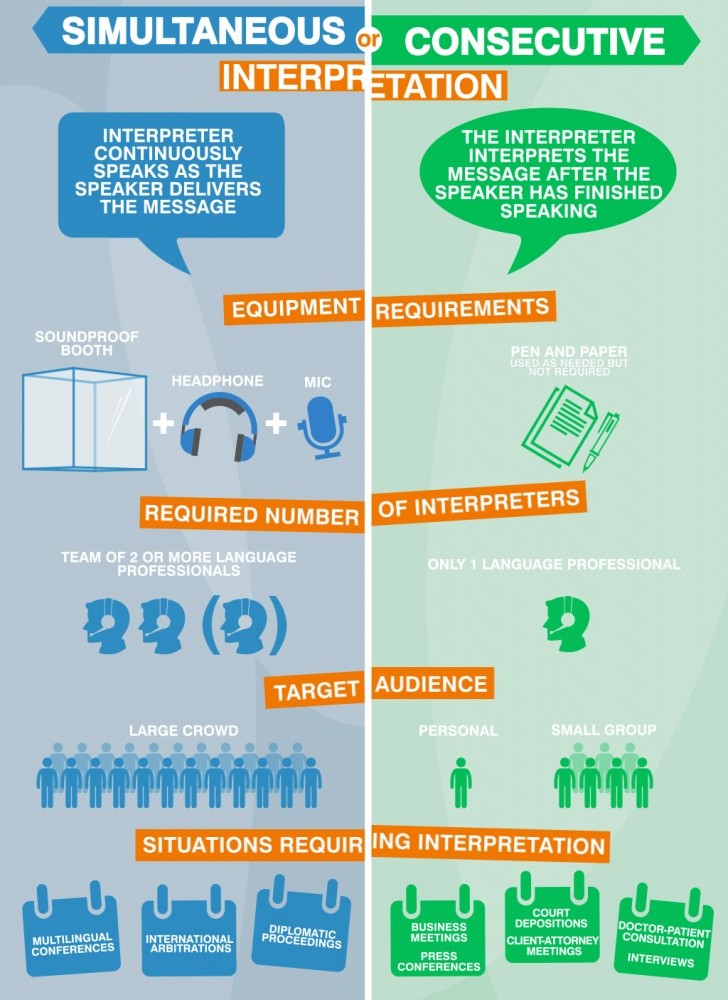 SIMULTANEOUS or CONSECUTIVE
INTERPRETATION
INTERPRETER
CONTINUOUSLY
SPEAKS AS THE
SPEAKER DELIVERS
THE MESSAGE
THE INTERPRETER
INTERPRETS THE
MESSAGE AFTER THE
SPEAKER HAS FINISHED
SPEAKING
EQUIPMENT REQUIREMENTS
SOUNDPROOF
BOOTH
+
HEADPHONE
+
MIC
PEN AND PAPER
USED AS NEEDED BUT
NOT REQUIRED
REQUIRED NUMBER OF INTERPRETERS
TEAM OF 2 OR MORE LANGUAGE
PROFESSIONALS
( )
ONLY 1 LANGUAGE PROFESSIONAL
TARGET AUDIENCE
LARGE CROWD
PERSONAL
SMALL GROUP
SITUATIONS REQUIRING INTERPRETATION
MULTILINGUAL
CONFERENCES
INTERNATIONAL
ARBITRATIONS
DIPLOMATIC
PROCEEDINGS
BUSINESS
MEETINGS
PRESS
CONFERENCES
COURT
DEPOSITIONS
CLIENT-ATTORNEY
MEETINGS
DOCTOR-PATIENT
CONSULTATION
INTERVIEWS